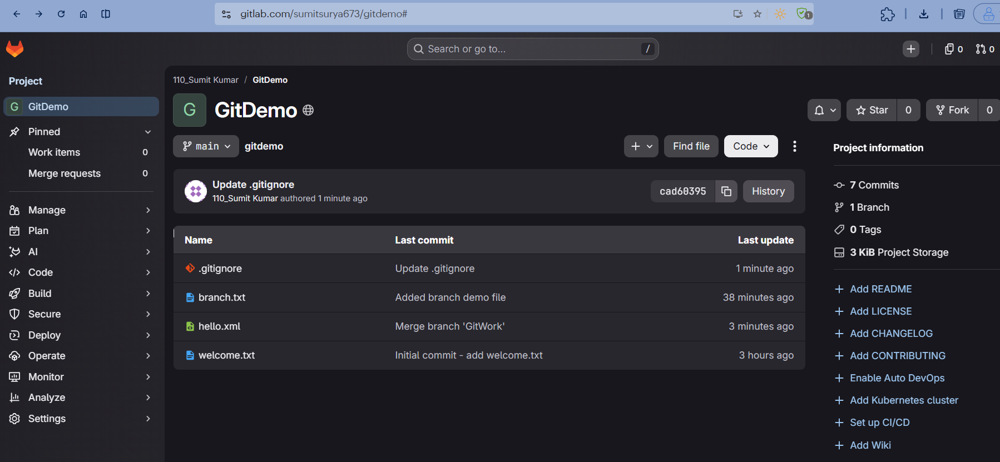 gitlab.com/sumitsurya673/gitdemo#
1
Search or go to...
/
0
0
Project
G GitDemo
Pinned
Work items 0
Merge requests 0
Manage
Plan
AI
Code
Build
Secure
Deploy
Operate
Monitor
Analyze
Settings
110_Sumit Kumar / GitDemo
G GitDemo
Star 0
Fork 0
main gitdemo
Find file
Code
Update .gitignore
110_Sumit Kumar authored 1 minute ago
cad60395
History
Name Last commit Last update
.gitignore Update .gitignore 1 minute ago
branch.txt Added branch demo file 38 minutes ago
hello.xml Merge branch 'GitWork' 3 minutes ago
welcome.txt Initial commit - add welcome.txt 3 hours ago
Project information
7 Commits
1 Branch
0 Tags
3 KiB Project Storage
Add README
Add LICENSE
Add CHANGELOG
Add CONTRIBUTING
Enable Auto DevOps
Add Kubernetes cluster
Set up CI/CD
Add Wiki